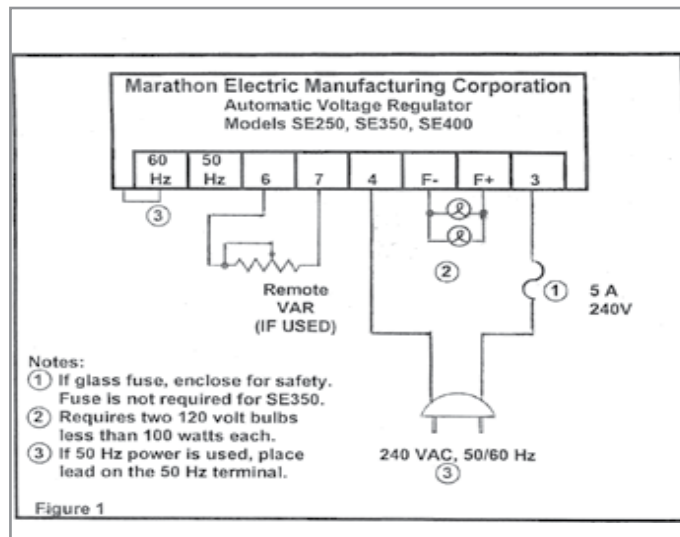 Marathon Electric Manufacturing Corporation
Automatic Voltage Regulator
Models SE250, SE350, SE400
60 Hz
50 Hz
6
7
4
F-
F+
3
3
2
1
5 A
240V
Remote
VAR
(IF USED)
Notes:
1 If glass fuse, enclose for safety.
Fuse is not required for SE350.
2 Requires two 120 volt bulbs
less than 100 watts each.
3 If 50 Hz power is used, place
lead on the 50 Hz terminal.
240 VAC, 50/60 Hz
3
Figure 1